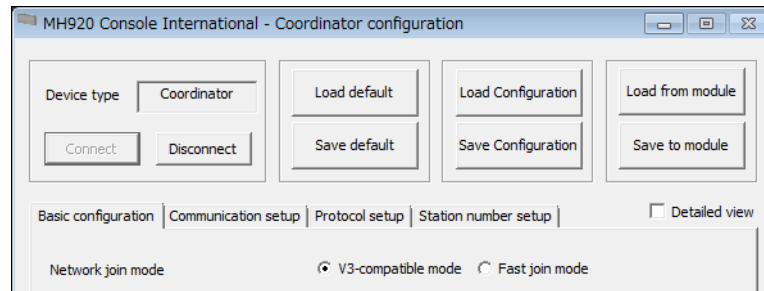 MH920 Console International - Coordinator configuration
Device type Coordinator Load default Load Configuration Load from module
Connect Disconnect Save default Save Configuration Save to module
Basic configuration Communication setup Protocol setup Station number setup Detailed view
Network join mode V3-compatible mode Fast join mode